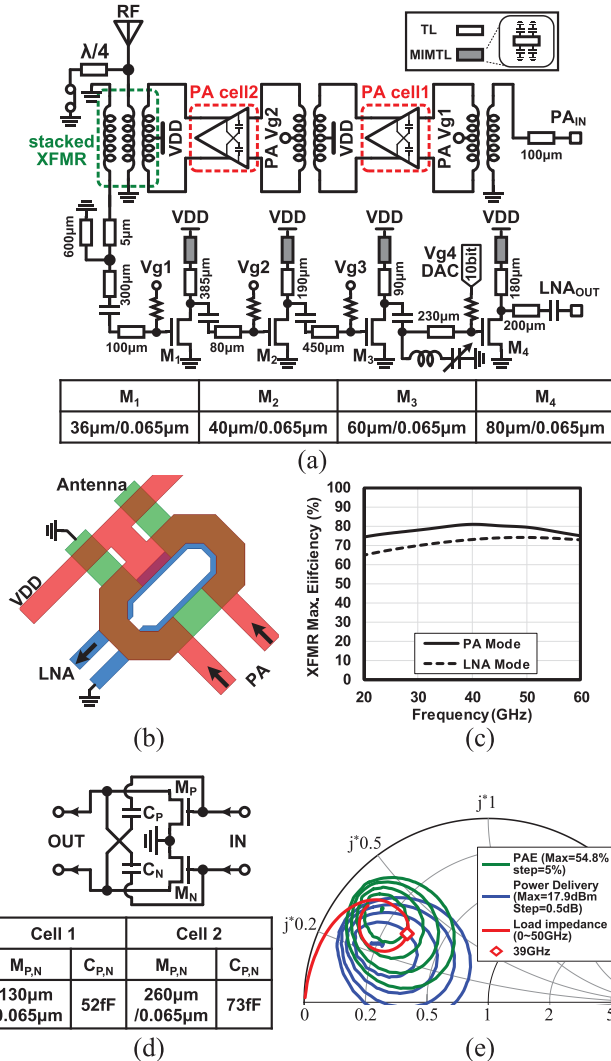 RF
TL
MIMTL
λ/4
PA cell2
PA cell1
stacked
XFMR
VDD
PA Vg2
VDD
PA Vg1
PA_IN
100µm
600µm
5µm
300µm
VDD
VDD
VDD
VDD
Vg1
385µm
Vg2
190µm
Vg3
90µm
Vg4
DAC
10bit
180µm
LNA_OUT
230µm
200µm
100µm
M1
80µm
M2
450µm
M3
M4
M1 M2 M3 M4
36µm/0.065µm 40µm/0.065µm 60µm/0.065µm 80µm/0.065µm
(a)
Antenna
VDD
LNA
PA
(b)
XFMR Max. Eiifciency (%)
100
90
80
70
60
50
40
30
20
10
0
PA Mode
LNA Mode
20 30 40 50 60
Frequency (GHz)
(c)
MP
OUT
CP
IN
CN
MN
Cell 1 Cell 2
MP,N CP,N MP,N CP,N
130µm 52fF 260µm 73fF
0.065µm /0.065µm
(d)
j*1
j*0.5
j*0.2
PAE (Max=54.8%
step=5%)
Power Delivery
(Max=17.9dBm
Step=0.5dB)
Load impedance
(0~50GHz)
39GHz
0 0.2 0.5 1 2 5
(e)